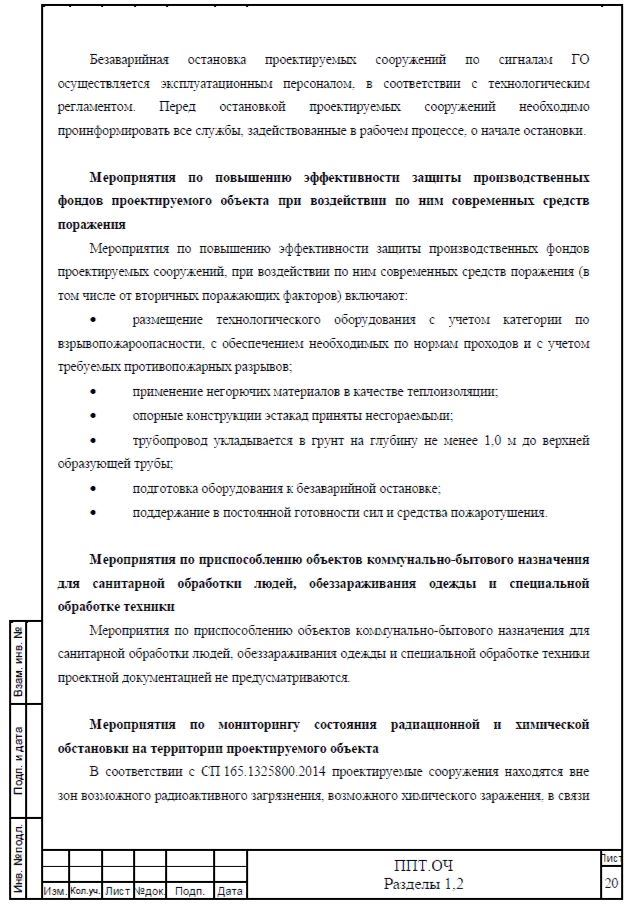 Безаварийная остановка проектируемых сооружений по сигналам ГО
осуществляется эксплуатационным персоналом, в соответствии с технологическим
регламентом. Перед остановкой проектируемых сооружений необходимо
проинформировать все службы, задействованные в рабочем процессе, о начале остановки.
Мероприятия по повышению эффективности защиты производственных
фондов проектируемого объекта при воздействии по ним современных средств
поражения
Мероприятия по повышению эффективности защиты производственных фондов
проектируемых сооружений, при воздействии по ним современных средств поражения (в
том числе от вторичных поражающих факторов) включают:
• размещение технологического оборудования с учетом категории по
взрывопожароопасности, с обеспечением необходимых по нормам проходов и с учетом
требуемых противопожарных разрывов;
• применение негорючих материалов в качестве теплоизоляции;
• опорные конструкции эстакад приняты несгораемыми;
• трубопровод укладывается в грунт на глубину не менее 1,0 м до верхней
образующей трубы;
• подготовка оборудования к безаварийной остановке;
• поддержание в постоянной готовности сил и средства пожаротушения.
Мероприятия по приспособлению объектов коммунально-бытового назначения
для санитарной обработки людей, обеззараживания одежды и специальной
обработке техники
Мероприятия по приспособлению объектов коммунально-бытового назначения для
санитарной обработки людей, обеззараживания одежды и специальной обработке техники
проектной документацией не предусматриваются.
Мероприятия по мониторингу состояния радиационной и химической
обстановки на территории проектируемого объекта
В соответствии с СП 165.1325800.2014 проектируемые сооружения находятся вне
зон возможного радиоактивного загрязнения, возможного химического заражения, в связи
Взам. инв. №
Подп. и дата
Инв. №подл.
Изм. Кол.уч. Лист №док. Подп. Дата
ППТ.ОЧ
Разделы 1,2
Лист
20